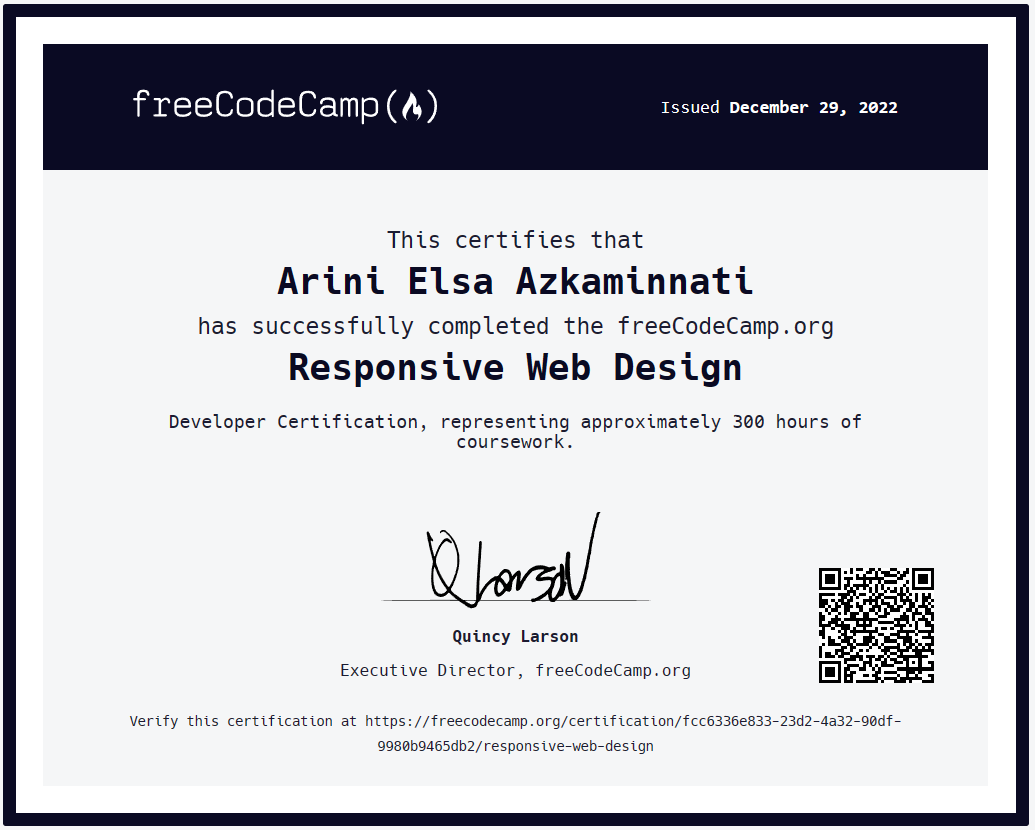 freeCodeCamp
Issued December 29, 2022
This certifies that
Arini Elsa Azkaminnati
has successfully completed the freeCodeCamp.org
Responsive Web Design
Developer Certification, representing approximately 300 hours of
coursework.
Q Larson
Quincy Larson
Executive Director, freeCodeCamp.org
Verify this certification at https://freecodecamp.org/certification/fcc6336e833-23d2-4a32-90df-
9980b9465db2/responsive-web-design